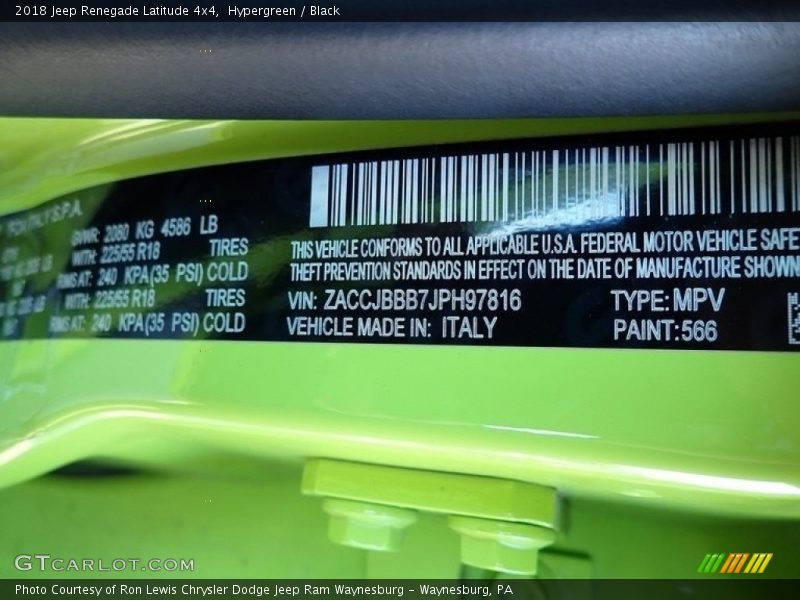 2018 Jeep Renegade Latitude 4x4,  Hypergreen / Black
S.P.A.
GVWR: 2080 KG 4586 LB
WITH: 225/55 R18 TIRES
RIMS AT: 240 KPA(35 PSI) COLD
WITH: 225/55 R18 TIRES
RIMS AT: 240 KPA(35 PSI) COLD
THIS VEHICLE CONFORMS TO ALL APPLICABLE U.S.A. FEDERAL MOTOR VEHICLE SAFE
THEFT PREVENTION STANDARDS IN EFFECT ON THE DATE OF MANUFACTURE SHOWN
VIN: ZACCJBBB7JPH97816 TYPE: MPV
VEHICLE MADE IN: ITALY PAINT:566
GTCARLOT.COM
Photo Courtesy of Ron Lewis Chrysler Dodge Jeep Ram Waynesburg – Waynesburg, PA